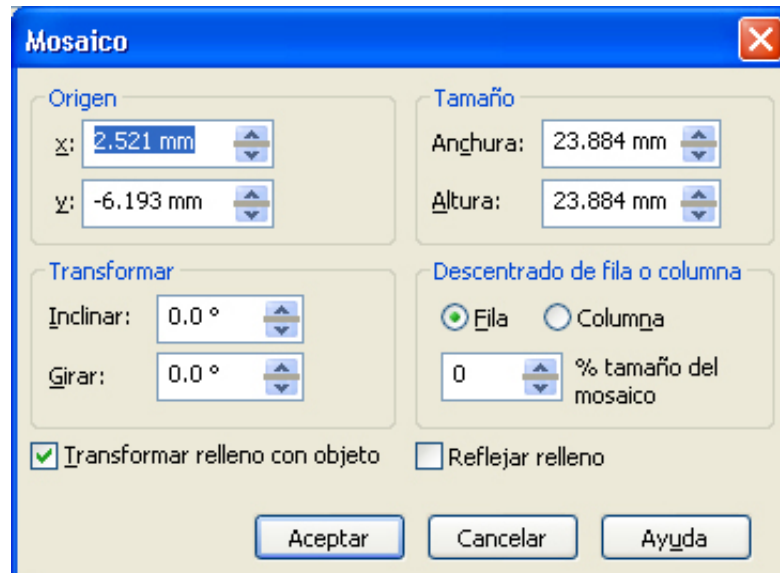 Mosaico
Origen
x: 2.521 mm
y: -6.193 mm
Tamaño
Anchura: 23.884 mm
Altura: 23.884 mm
Transformar
Inclinar: 0.0 °
Girar: 0.0 °
Descentrado de fila o columna
Fila Columna
0 % tamaño del
mosaico
Transformar relleno con objeto
Reflejar relleno
Aceptar Cancelar Ayuda